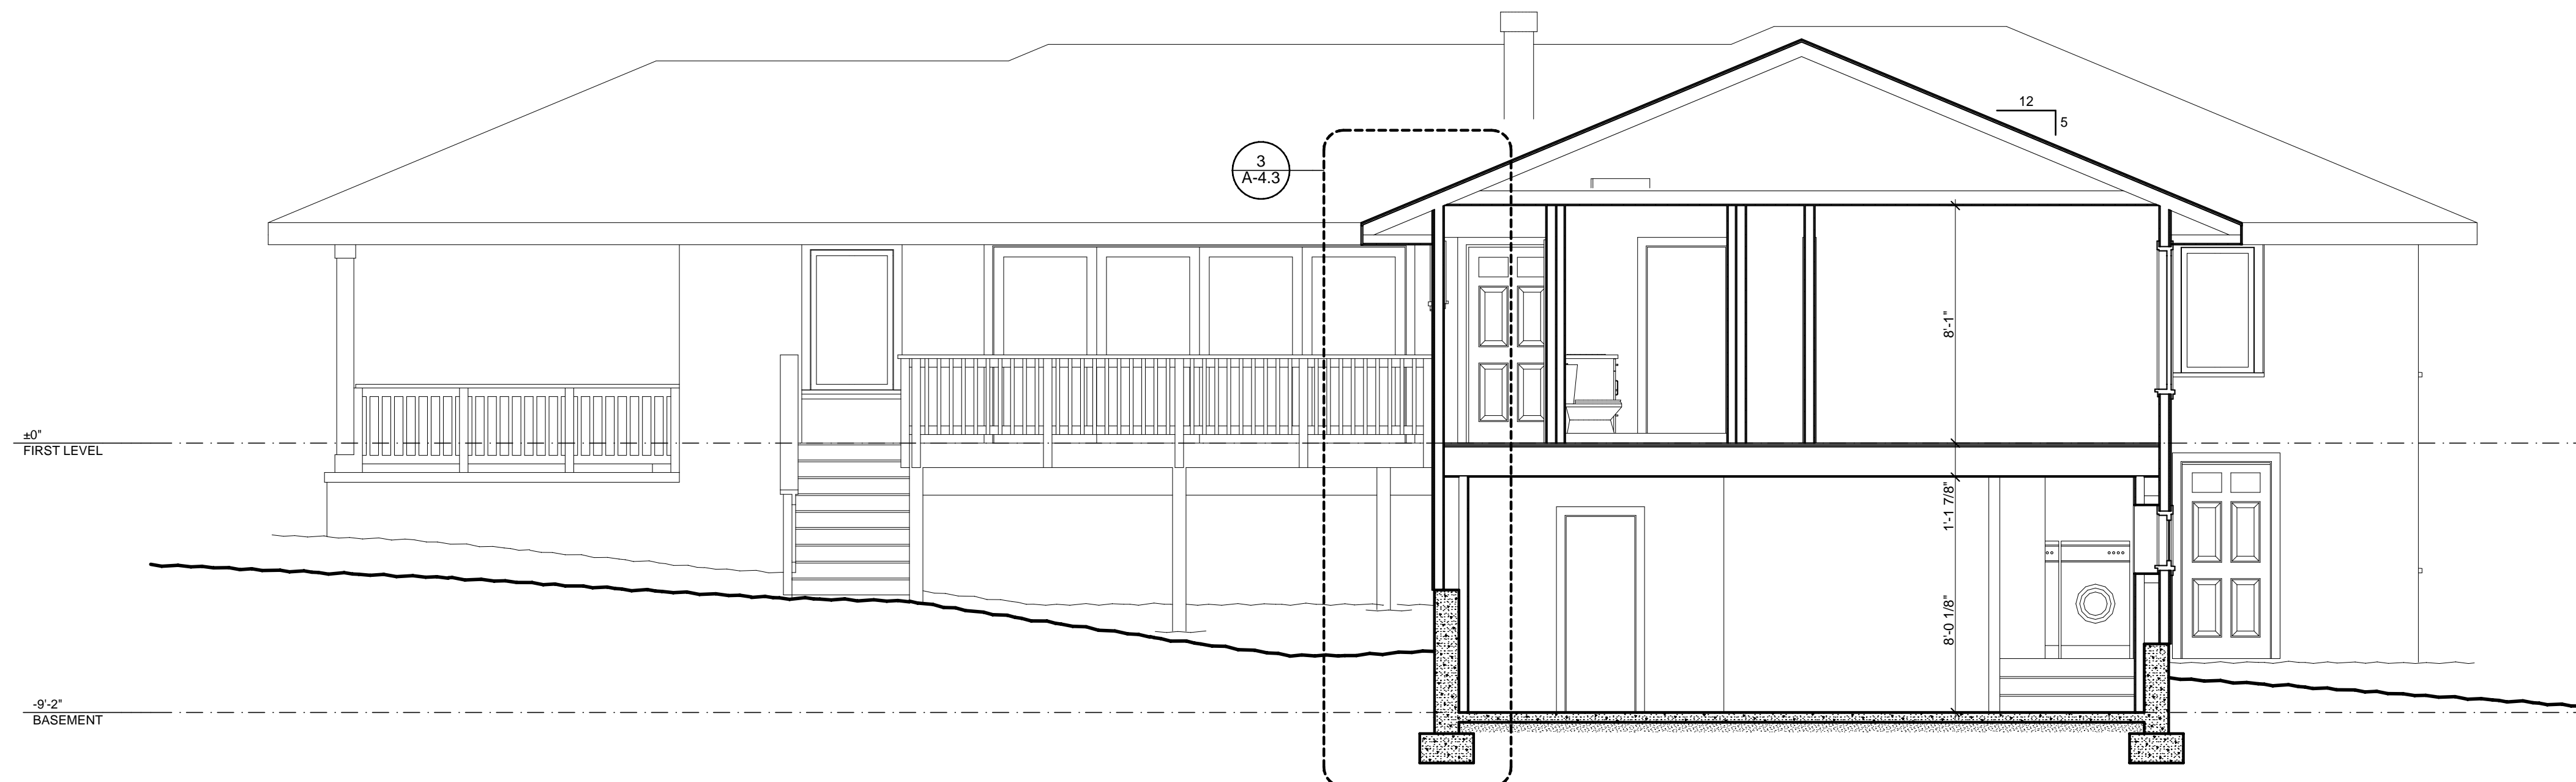 12
5
3
A-4.3
8'-1"
±0"
FIRST LEVEL
1'-1 7/8"
8'-0 1/8"
-9'-2"
BASEMENT